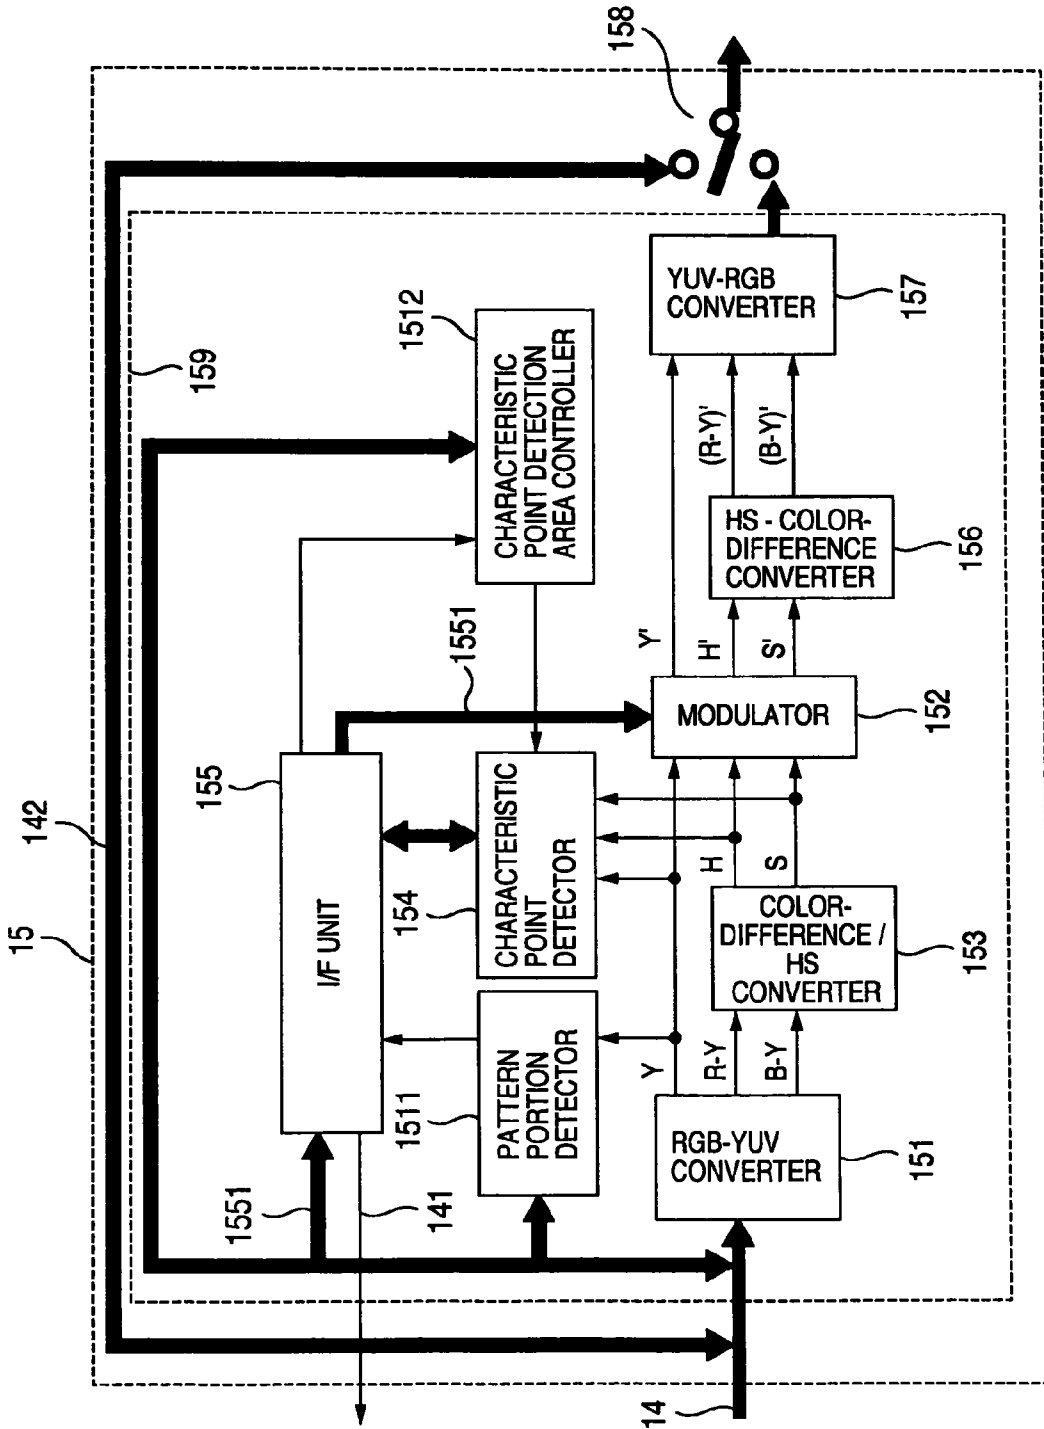 15
142
159
158
1551
155
I/F UNIT
141
1511
PATTERN
PORTION
DETECTOR
154
CHARACTERISTIC
POINT
DETECTOR
1551
1512
CHARACTERISTIC
POINT DETECTION
AREA CONTROLLER
14
RGB-YUV
CONVERTER
151
Y
R-Y
B-Y
COLOR-
DIFFERENCE /
HS
CONVERTER
153
H
S
MODULATOR
152
Y'
H'
S'
HS - COLOR-
DIFFERENCE
CONVERTER
156
(R-Y)'
(B-Y)'
YUV-RGB
CONVERTER
157